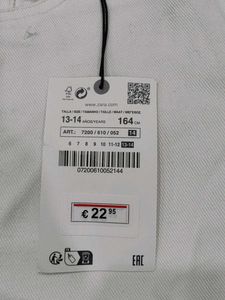 www.zara.com
TALLA / SIZE / TAMANHO / TAILLE / MAAT / ΜΕΓΕΘΟΣ
13-14 AÑOS/YEARS 164 CM
ART.: 7200 / 610 / 052 14
6 7 8 9 10 11-12 13-14
07200610052144
€ 22.95
EAC